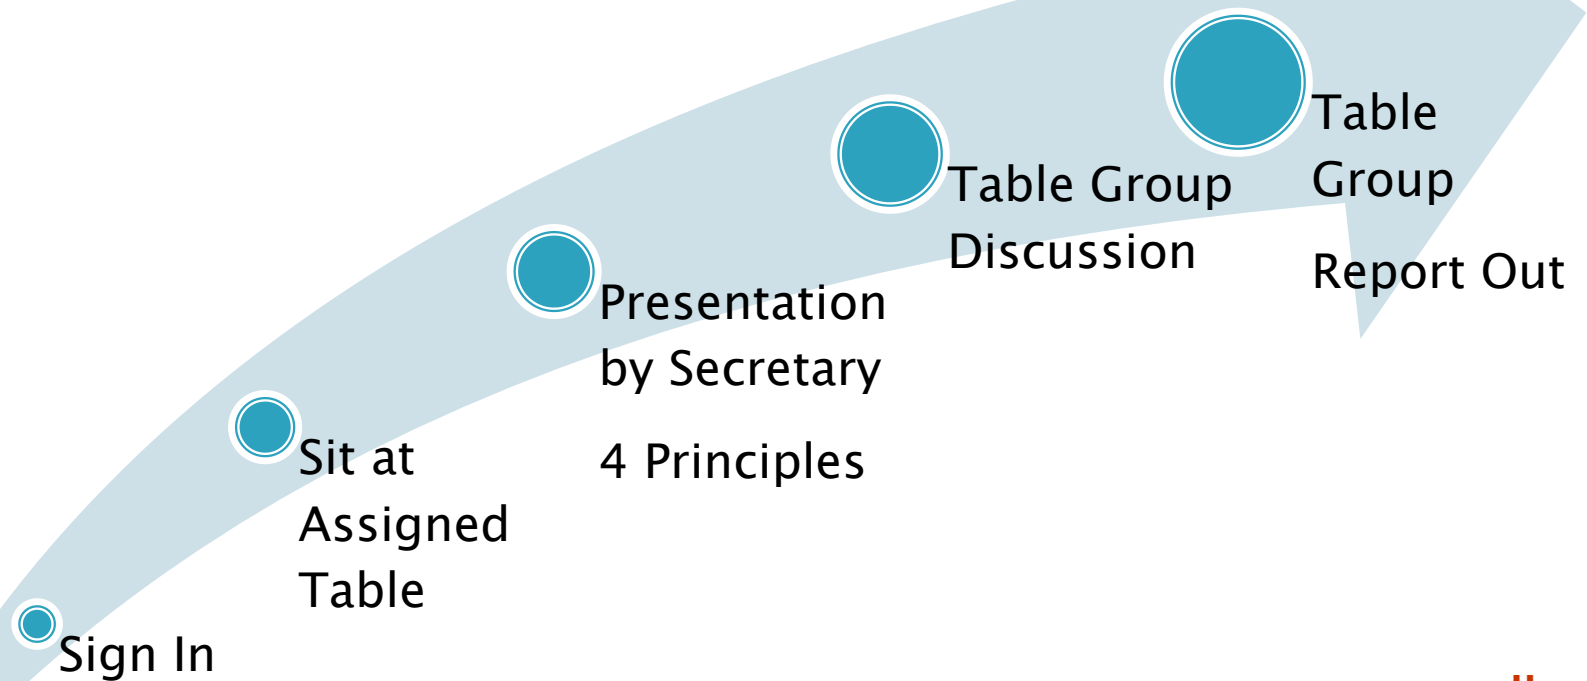 Sign In
Sit at
Assigned
Table
Presentation
by Secretary
4 Principles
Table Group
Discussion
Table
Group
Report Out